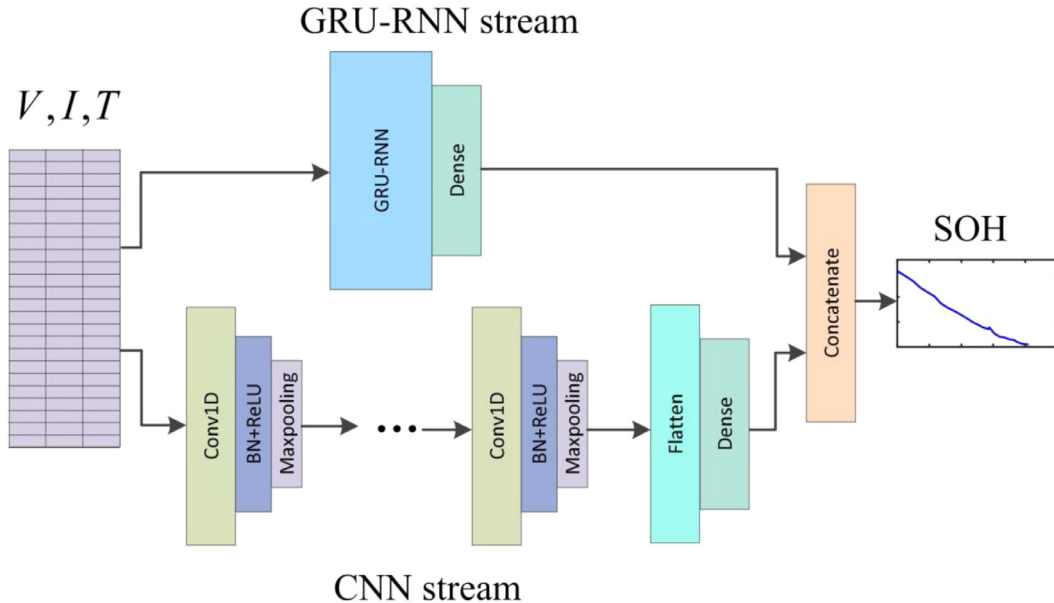 GRU-RNN stream
V, I, T
GRU-RNN
Dense
SOH
Concatenate
Conv1D
BN+ReLU
Maxpooling
...
Conv1D
BN+ReLU
Maxpooling
Flatten
Dense
CNN stream